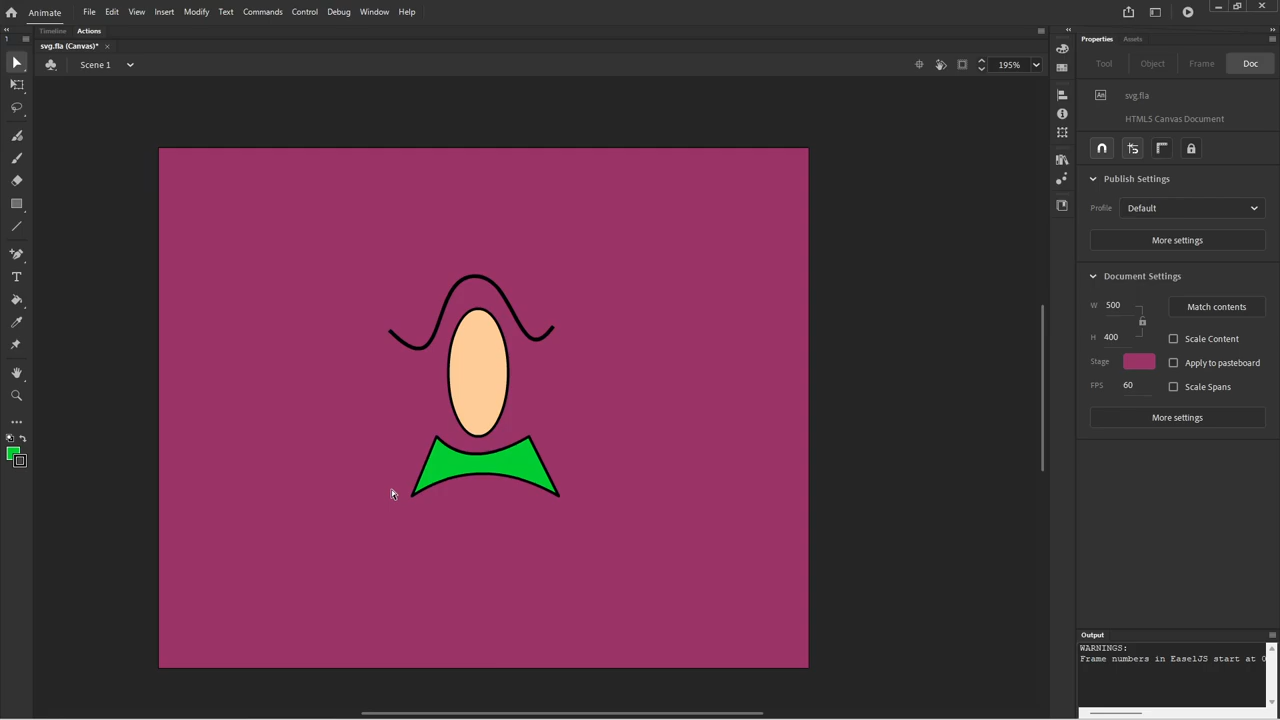 Animate File Edit View Insert Modify Text Commands Control Debug Window Help
Timeline Actions
svg.fla (Canvas)*
Scene 1 195%
Properties Assets
Tool Object Frame Doc
An svg.fla
HTML5 Canvas Document
Publish Settings
Profile Default
More settings
Document Settings
W 500 Match contents
H 400 Scale Content
Stage Apply to pasteboard
FPS 60 Scale Spans
More settings
Output
WARNINGS:
Frame numbers in EaselJS start at 0